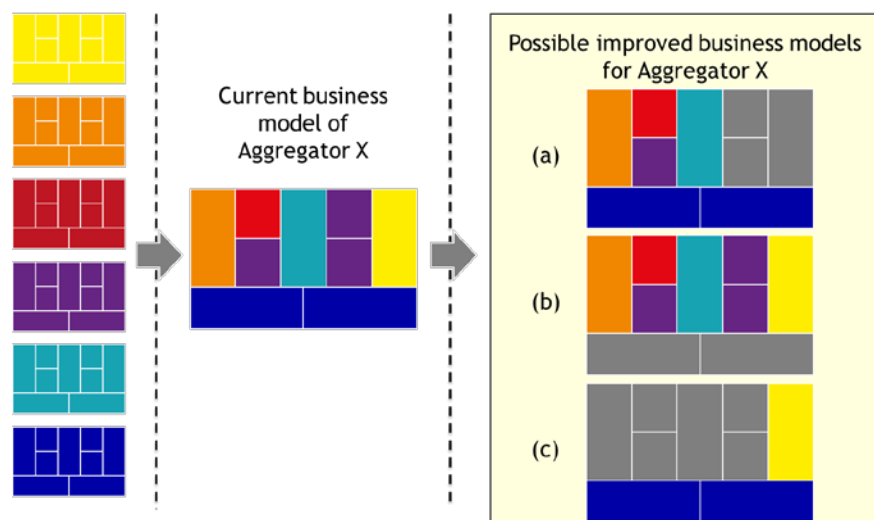 Current business
model of
Aggregator X
Possible improved business models
for Aggregator X
(a)
(b)
(c)